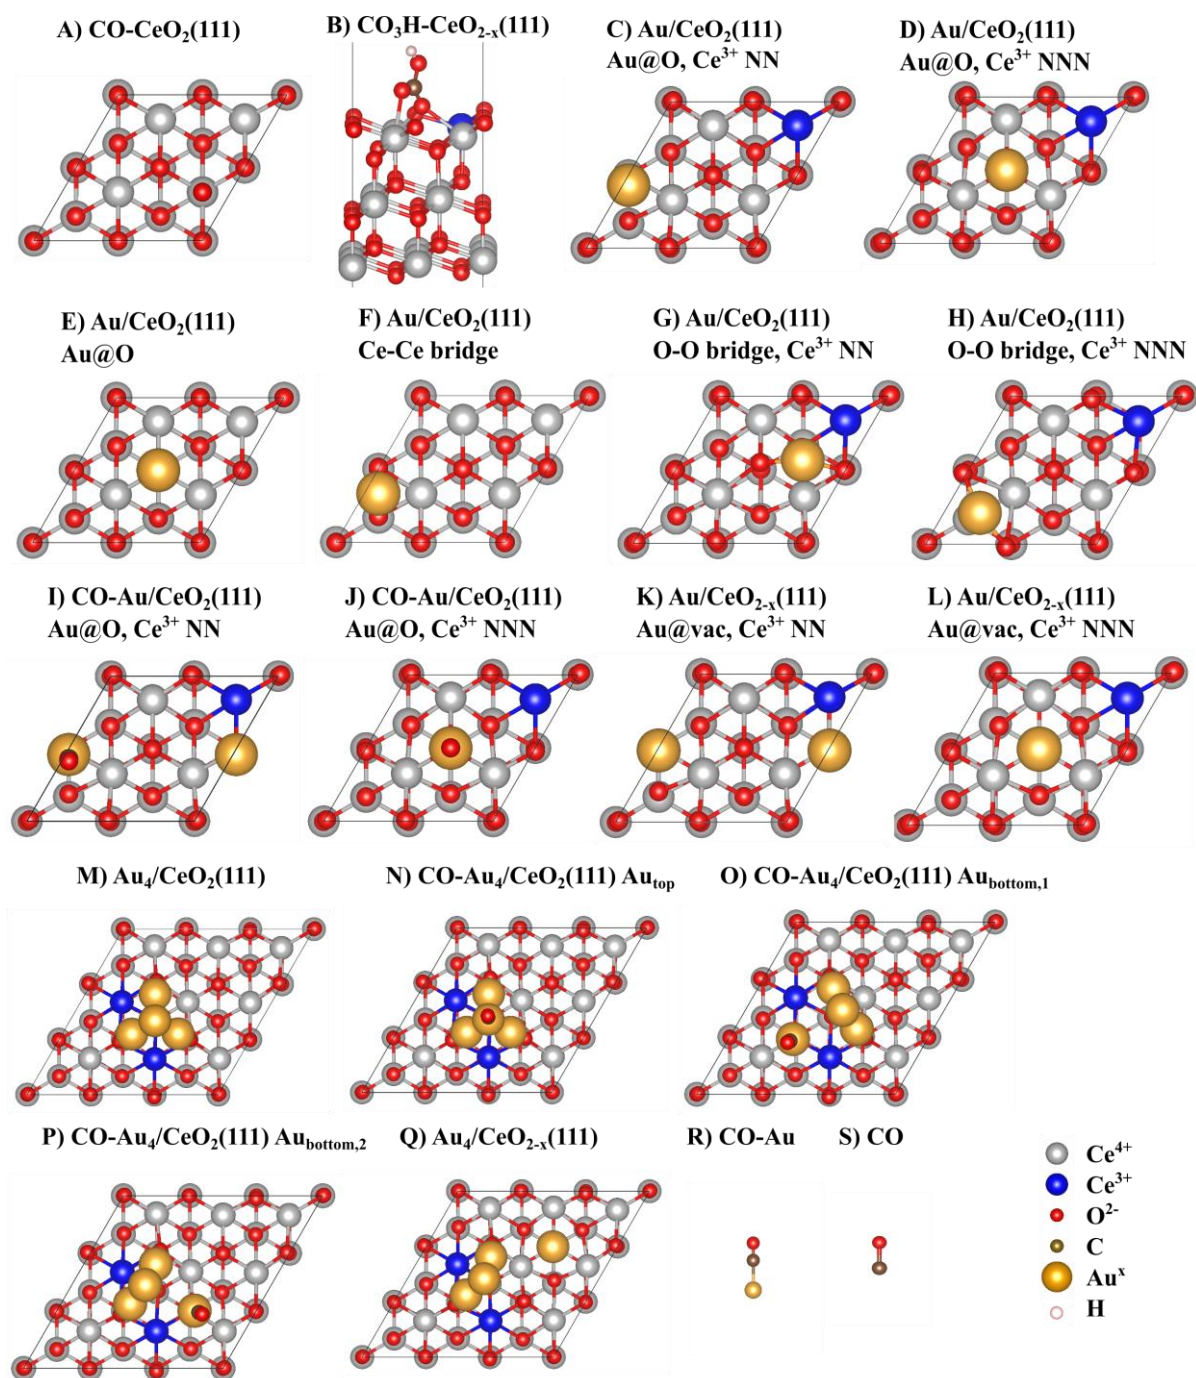 A) CO-CeO₂(111)
B) CO₃H-CeO₂₋ₓ(111)
C) Au/CeO₂(111)
Au@O, Ce³⁺ NN
D) Au/CeO₂(111)
Au@O, Ce³⁺ NNN
E) Au/CeO₂(111)
Au@O
F) Au/CeO₂(111)
Ce-Ce bridge
G) Au/CeO₂(111)
O-O bridge, Ce³⁺ NN
H) Au/CeO₂(111)
O-O bridge, Ce³⁺ NNN
I) CO-Au/CeO₂(111)
Au@O, Ce³⁺ NN
J) CO-Au/CeO₂(111)
Au@O, Ce³⁺ NNN
K) Au/CeO₂₋ₓ(111)
Au@vac, Ce³⁺ NN
L) Au/CeO₂₋ₓ(111)
Au@vac, Ce³⁺ NNN
M) Au₄/CeO₂(111)
N) CO-Au₄/CeO₂(111) Au_top
O) CO-Au₄/CeO₂(111) Au_bottom,1
P) CO-Au₄/CeO₂(111) Au_bottom,2
Q) Au₄/CeO₂₋ₓ(111)
R) CO-Au
S) CO
Ce⁴⁺
Ce³⁺
O²⁻
C
Auˣ
H